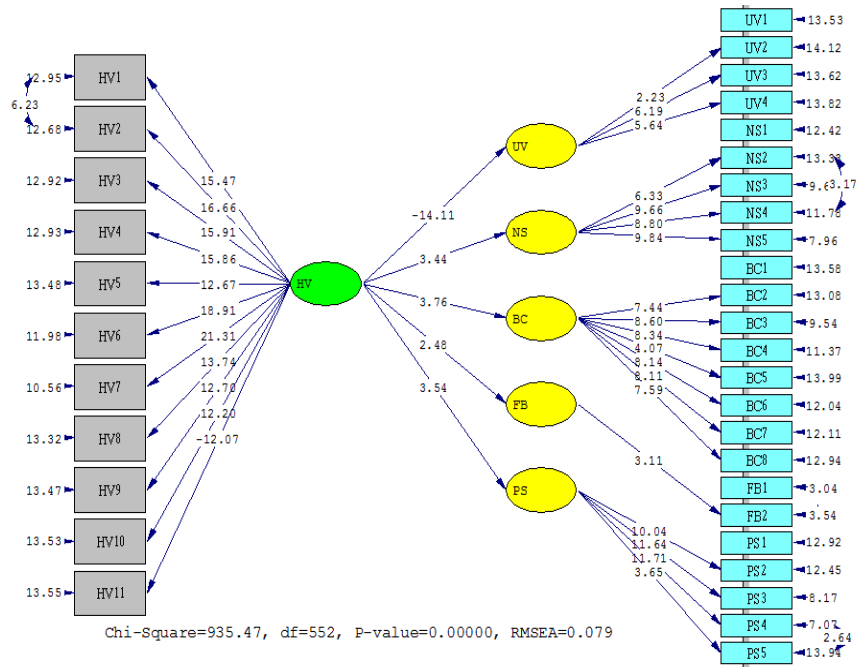 UV1 13.53
12.95 HV1 UV2 14.12
UV3 13.62
6.23 2.23 UV4 13.82
12.68 HV2 6.19
5.64 NS1 12.42
UV NS2
12.92 HV3 15.47 NS3 3.17
16.66 6.33
-14.11 9.66 NS4 11.78
12.93 HV4 15.91 NS 8.80
15.86 9.84 NS5 7.96
3.44 BC1 13.58
13.48 HV5 12.67 HV
18.91 3.76 7.44 BC2 13.08
11.98 HV6 BC 8.60 BC3 9.54
21.31 2.48 8.34
13.74 4.07 BC4 11.37
10.56 HV7 12.70 3.54 8.14 BC5 13.99
12.20 8.11 BC6 12.04
-12.07 FB 7.59
13.32 HV8 BC7 12.11
3.11 BC8 12.94
13.47 HV9 PS FB1 3.04
FB2 3.54
13.53 HV10 10.04 PS1 12.92
11.64
11.71 PS2 12.45
13.55 HV11 3.65 PS3 8.17
PS4 7.07
Chi-Square=935.47, df=552, P-value=0.00000, RMSEA=0.079
2.64
PS5 13.94